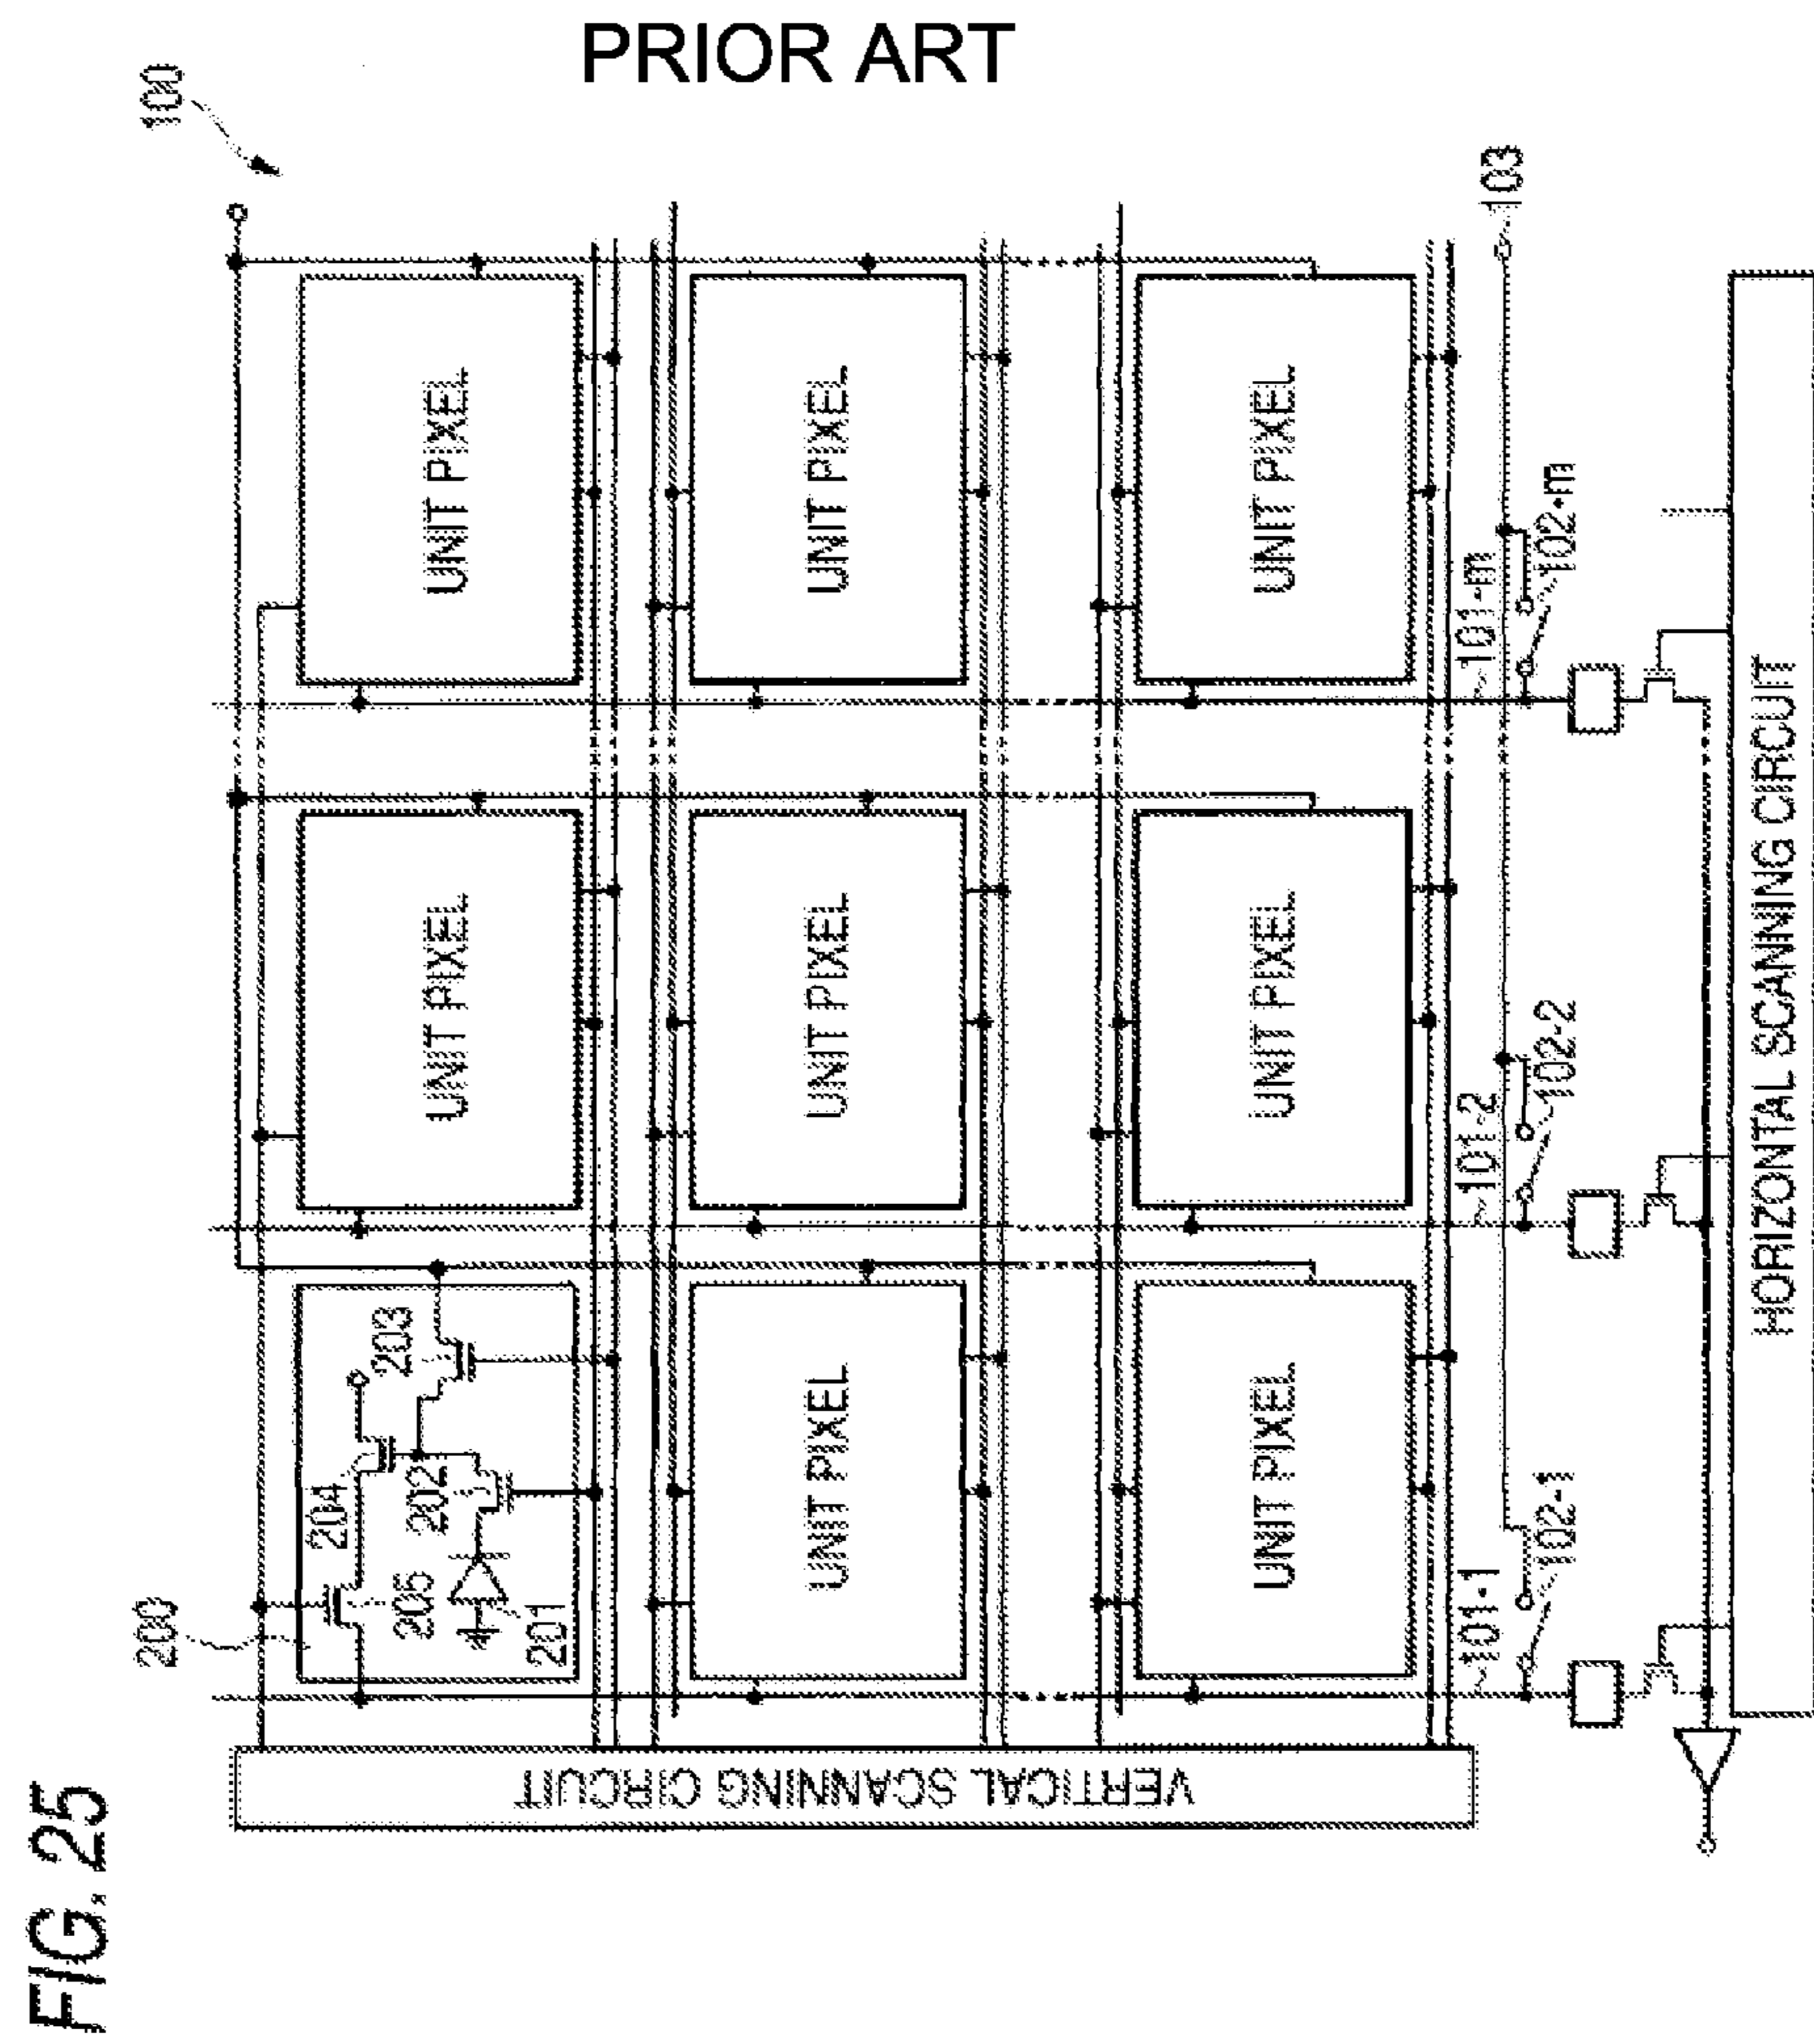 FIG. 25
PRIOR ART
100
200
204
203
205
202
201
UNIT PIXEL
UNIT PIXEL
UNIT PIXEL
UNIT PIXEL
UNIT PIXEL
UNIT PIXEL
UNIT PIXEL
UNIT PIXEL
VERTICAL SCANNING CIRCUIT
101-1
102-1
101-2
102-2
101-m
102-m
103
HORIZONTAL SCANNING CIRCUIT